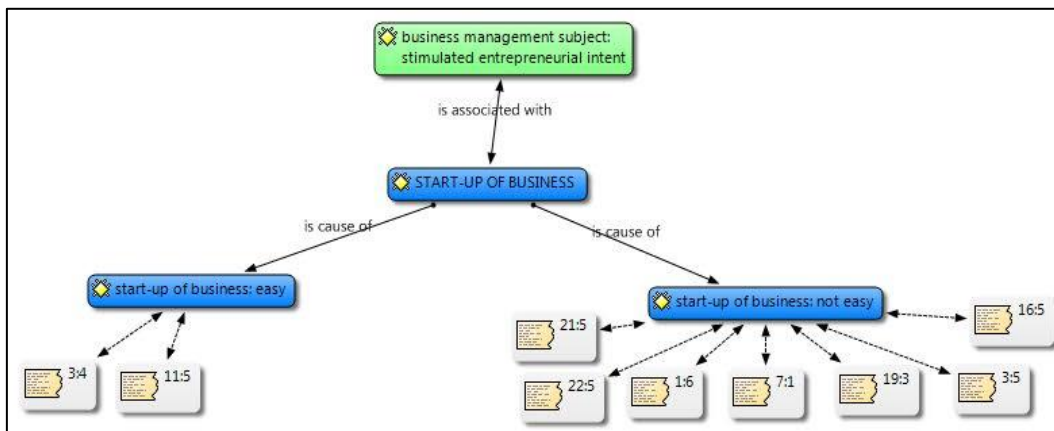 business management subject:
stimulated entrepreneurial intent
is associated with
START-UP OF BUSINESS
is cause of
is cause of
start-up of business: easy
start-up of business: not easy
16:5
21:5
3:4
11:5
22:5
1:6
7:1
19:3
3:5